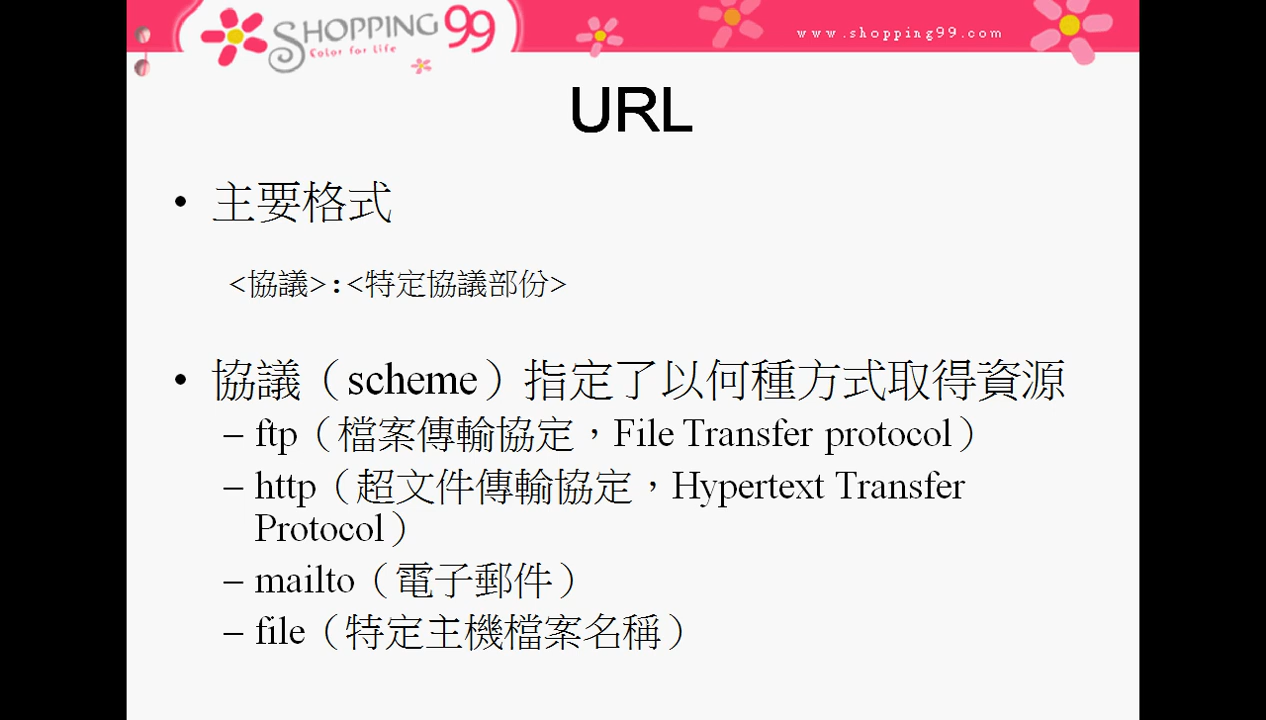 SHOPPING99
Color for Life
www.shopping99.com
URL
• 主要格式
<協議>:<特定協議部份>
• 協議（scheme）指定了以何種方式取得資源
– ftp（檔案傳輸協定，File Transfer protocol）
– http（超文件傳輸協定，Hypertext Transfer
Protocol）
– mailto（電子郵件）
– file（特定主機檔案名稱）